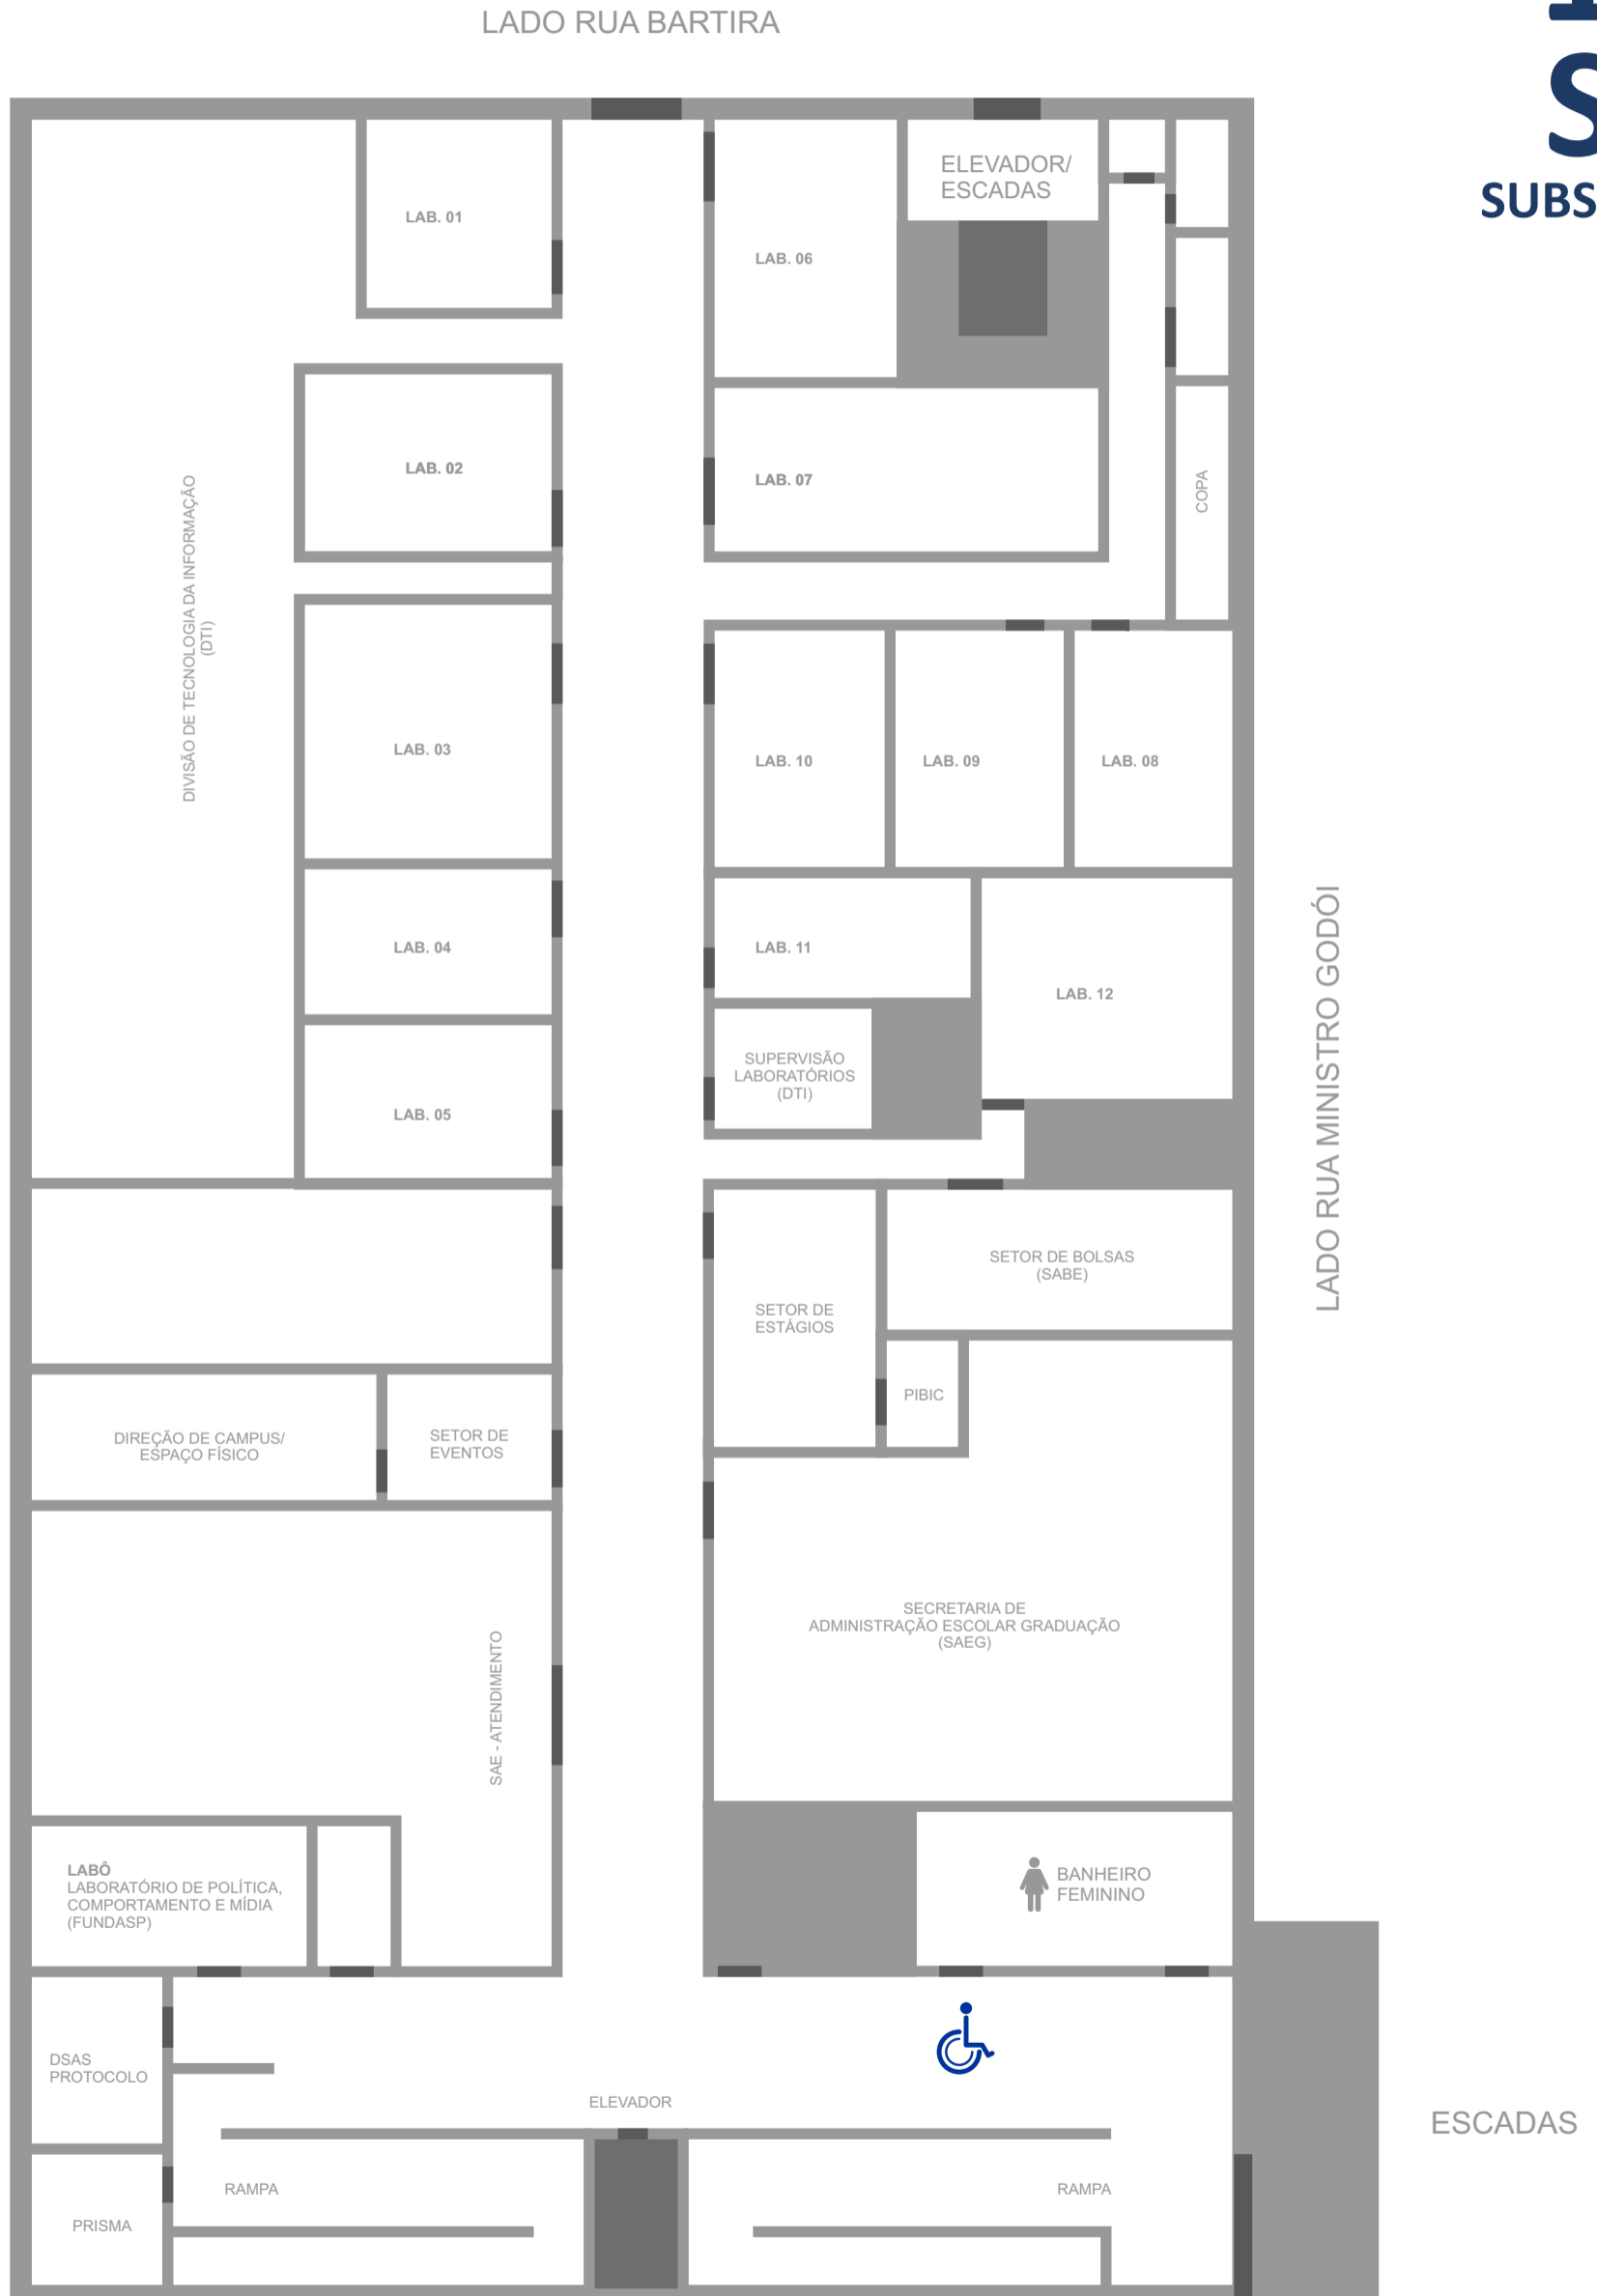 LADO RUA BARTIRA
S
SUBS
ELEVADOR/
ESCADAS
LAB. 01
LAB. 06
LAB. 02
LAB. 07
COPA
DIVISÃO DE TECNOLOGIA DA INFORMAÇÃO
(DTI)
LAB. 03
LAB. 10
LAB. 09
LAB. 08
LAB. 04
LAB. 11
LAB. 12
LADO RUA MINISTRO GODÓI
SUPERVISÃO
LABORATÓRIOS
(DTI)
LAB. 05
SETOR DE BOLSAS
(SABE)
SETOR DE
ESTÁGIOS
PIBIC
DIREÇÃO DE CAMPUS/
ESPAÇO FÍSICO
SETOR DE
EVENTOS
SECRETARIA DE
ADMINISTRAÇÃO ESCOLAR GRADUAÇÃO
(SAEG)
SAE - ATENDIMENTO
LABÔ
LABORATÓRIO DE POLÍTICA,
COMPORTAMENTO E MÍDIA
(FUNDASP)
BANHEIRO
FEMININO
DSAS
PROTOCOLO
ELEVADOR
ESCADAS
RAMPA
RAMPA
PRISMA